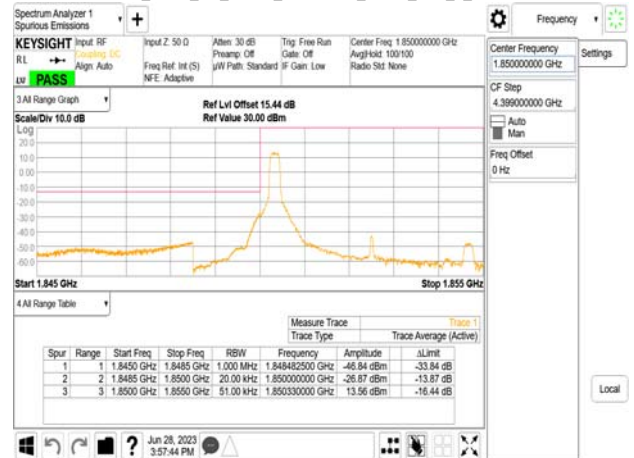 Spectrum Analyzer 1
Spurious Emissions
Frequency
KEYSIGHT
Input: RF
Coupling: DC
Align: Auto
Input Z: 50 Ω
Freq Ref: Int (S)
NFE: Adaptive
Atten: 30 dB
Preamp: Off
µW Path: Standard
Trig: Free Run
Gate: Off
IF Gain: Low
Center Freq: 1.850000000 GHz
Avg|Hold: 100/100
Radio Std: None
RL
LU
PASS
Center Frequency
1.850000000 GHz
Settings
CF Step
4.399000000 GHz
Auto
Man
Freq Offset
0 Hz
Local
3 All Range Graph
Scale/Div 10.0 dB
Ref Lvl Offset 15.44 dB
Ref Value 30.00 dBm
Log
20.0
10.0
0.00
-10.0
-20.0
-30.0
-40.0
-50.0
-60.0
Start 1.845 GHz
Stop 1.855 GHz
4 All Range Table
Measure Trace Trace 1
Trace Type Trace Average (Active)
Spur Range Start Freq Stop Freq RBW Frequency Amplitude ΔLimit
1 1 1.8450 GHz 1.8485 GHz 1.000 MHz 1.848482500 GHz -46.84 dBm -33.84 dB
2 2 1.8485 GHz 1.8500 GHz 20.00 kHz 1.850000000 GHz -26.87 dBm -13.87 dB
3 3 1.8500 GHz 1.8550 GHz 51.00 kHz 1.850330000 GHz 13.56 dBm -16.44 dB
?
Jun 28, 2023
3:57:44 PM